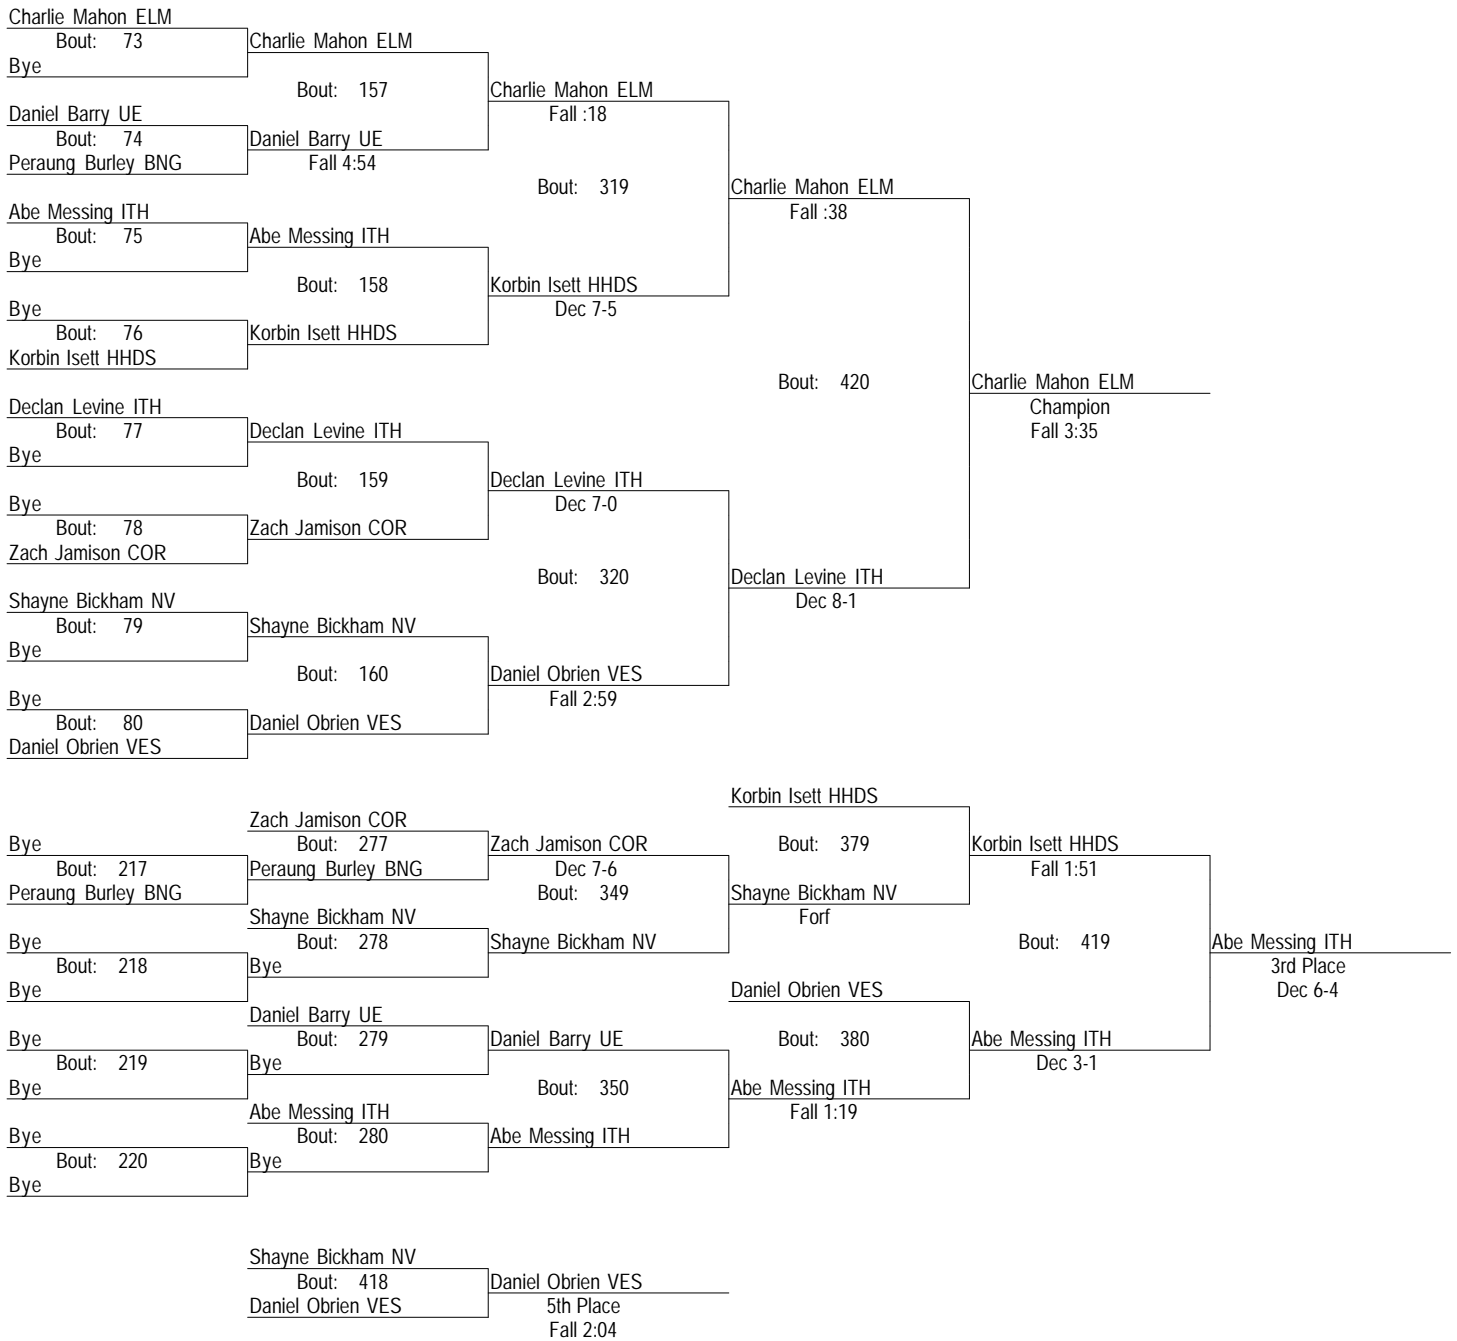 Charlie Mahon ELM
Bout: 73
Charlie Mahon ELM
Bye
Bout: 157
Charlie Mahon ELM
Daniel Barry UE
Fall :18
Bout: 74
Daniel Barry UE
Peraung Burley BNG
Fall 4:54
Bout: 319
Charlie Mahon ELM
Abe Messing ITH
Fall :38
Bout: 75
Abe Messing ITH
Bye
Bout: 158
Korbin Isett HHDS
Bye
Dec 7-5
Bout: 76
Korbin Isett HHDS
Korbin Isett HHDS
Bout: 420
Charlie Mahon ELM
Declan Levine ITH
Champion
Bout: 77
Declan Levine ITH
Fall 3:35
Bye
Bout: 159
Declan Levine ITH
Bye
Dec 7-0
Bout: 78
Zach Jamison COR
Zach Jamison COR
Bout: 320
Declan Levine ITH
Shayne Bickham NV
Dec 8-1
Bout: 79
Shayne Bickham NV
Bye
Bout: 160
Daniel Obrien VES
Bye
Fall 2:59
Bout: 80
Daniel Obrien VES
Daniel Obrien VES
Korbin Isett HHDS
Zach Jamison COR
Bye
Bout: 277
Zach Jamison COR
Bout: 379
Korbin Isett HHDS
Bout: 217
Peraung Burley BNG
Dec 7-6
Fall 1:51
Peraung Burley BNG
Bout: 349
Shayne Bickham NV
Shayne Bickham NV
Forf
Bye
Bout: 278
Shayne Bickham NV
Bout: 419
Abe Messing ITH
Bout: 218
Bye
3rd Place
Bye
Daniel Obrien VES
Dec 6-4
Daniel Barry UE
Bye
Bout: 279
Daniel Barry UE
Bout: 380
Abe Messing ITH
Bout: 219
Bye
Dec 3-1
Bye
Bout: 350
Abe Messing ITH
Abe Messing ITH
Fall 1:19
Bye
Bout: 280
Abe Messing ITH
Bout: 220
Bye
Bye
Shayne Bickham NV
Bout: 418
Daniel Obrien VES
Daniel Obrien VES
5th Place
Fall 2:04